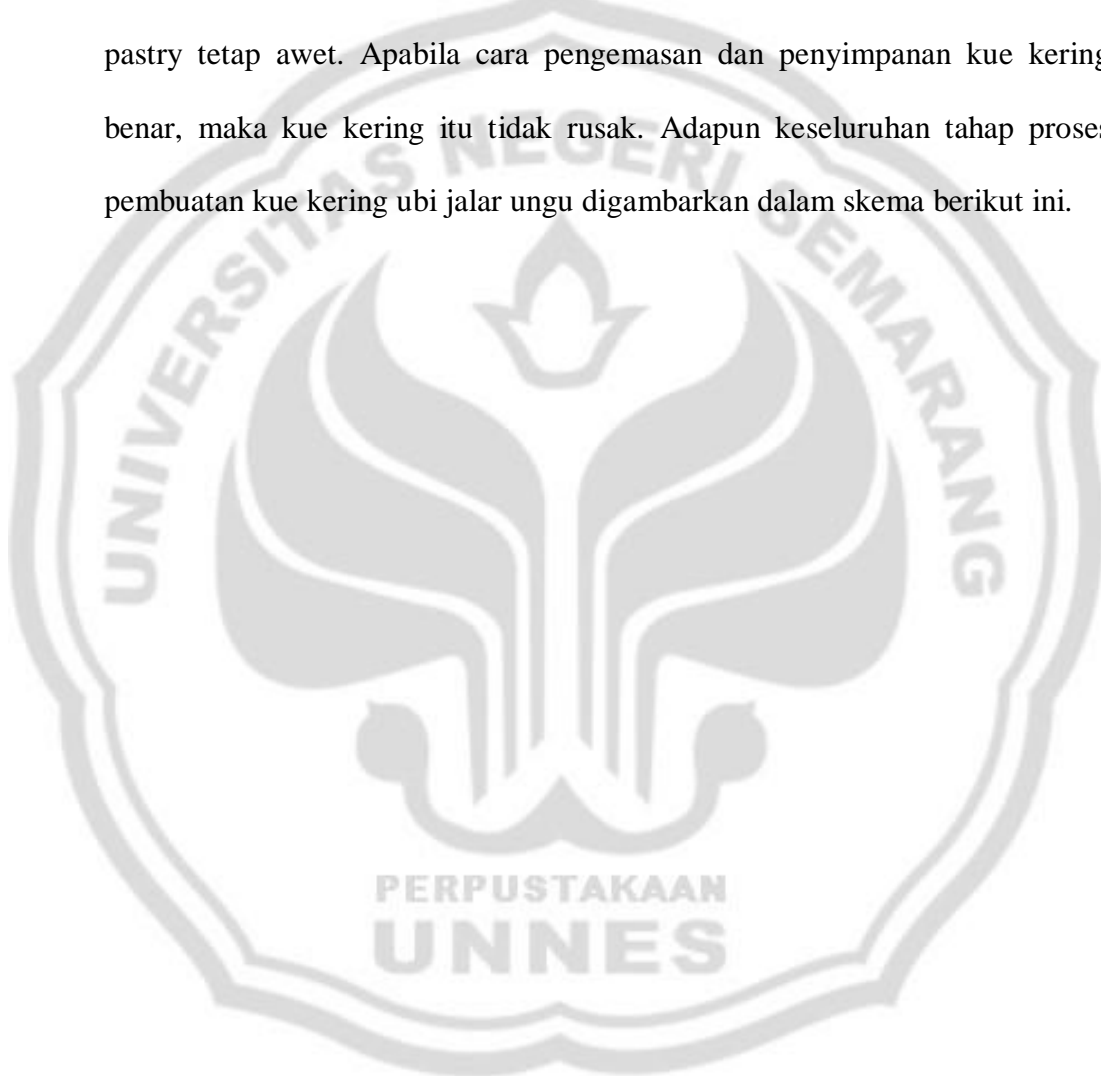 pastry tetap awet. Apabila cara pengemasan dan penyimpanan kue kering
benar, maka kue kering itu tidak rusak. Adapun keseluruhan tahap proses
pembuatan kue kering ubi jalar ungu digambarkan dalam skema berikut ini.
UNIVERSITAS NEGERI SEMARANG
PERPUSTAKAAN
UNNES